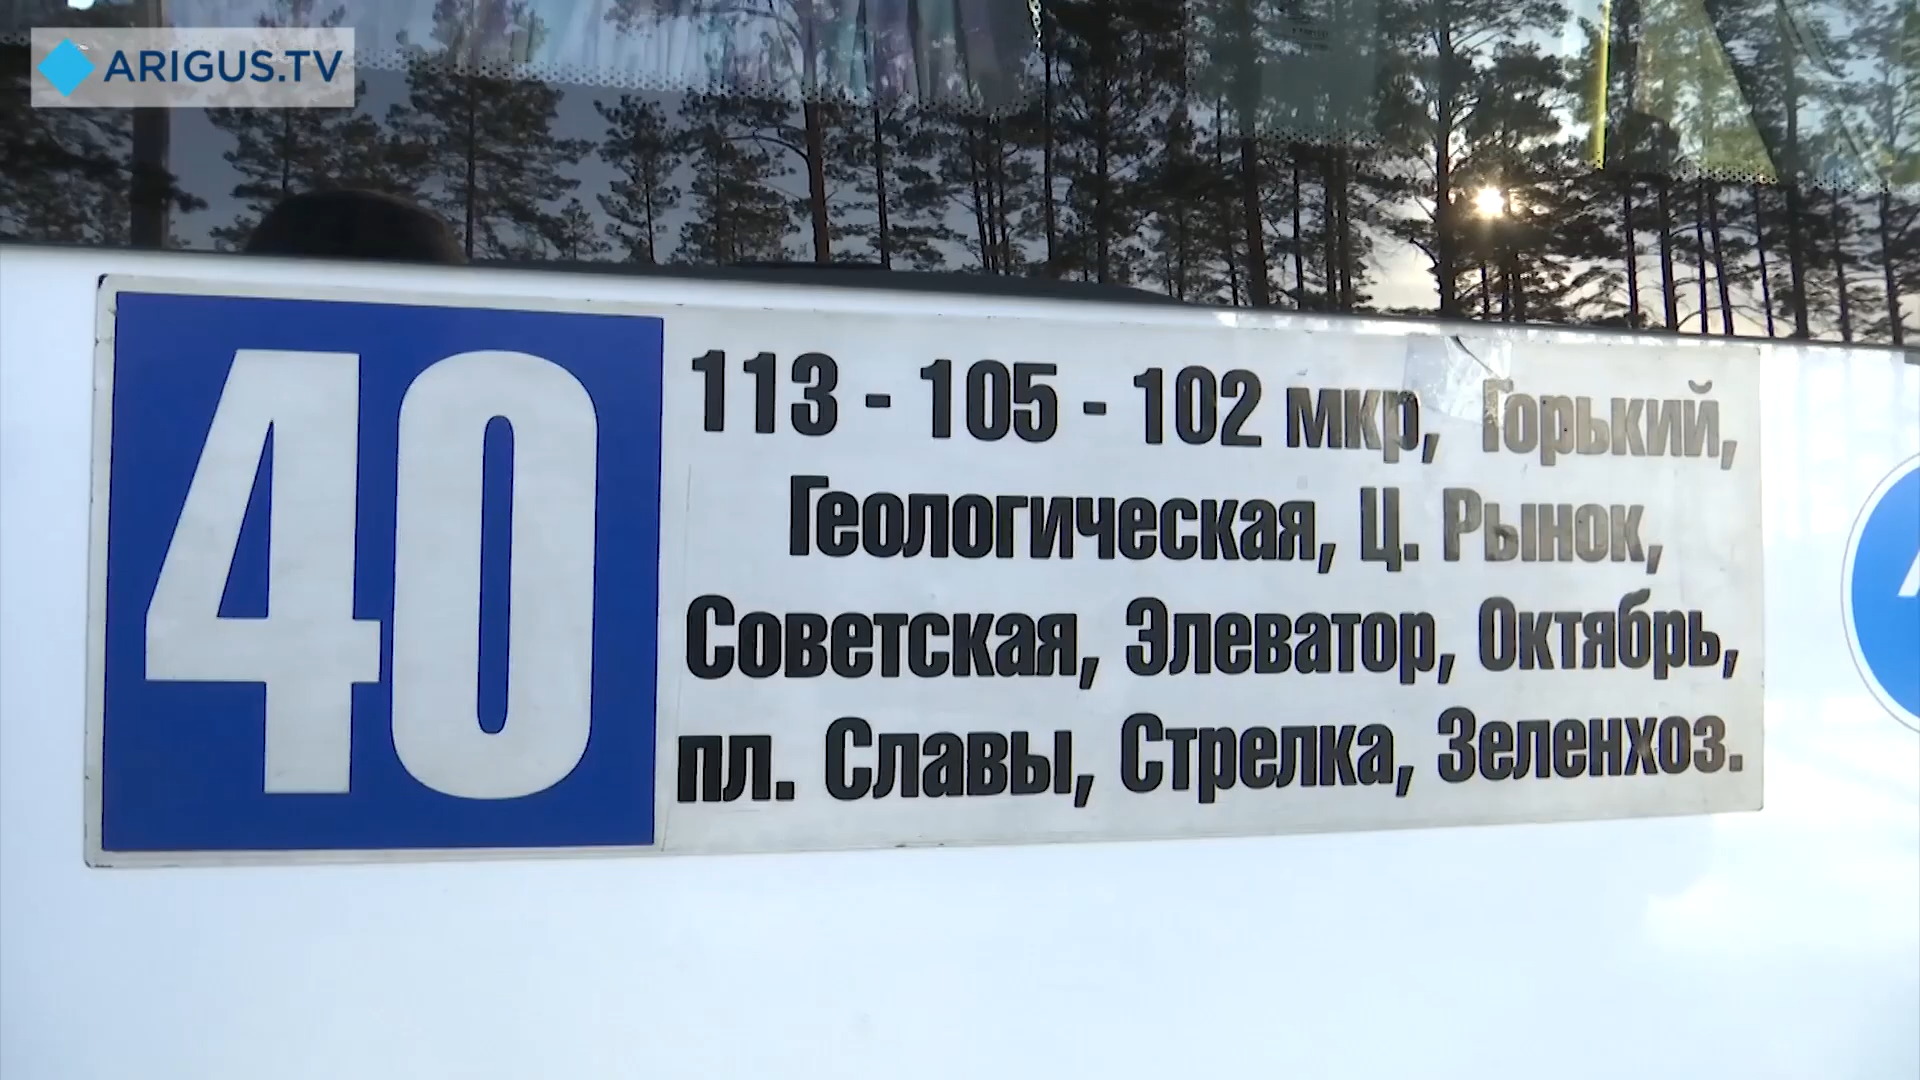 ARIGUS.TV
40
113 - 105 - 102 мкр, Горький,
Геологическая, Ц. Рынок,
Советская, Элеватор, Октябрь,
пл. Славы, Стрелка, Зеленхоз.